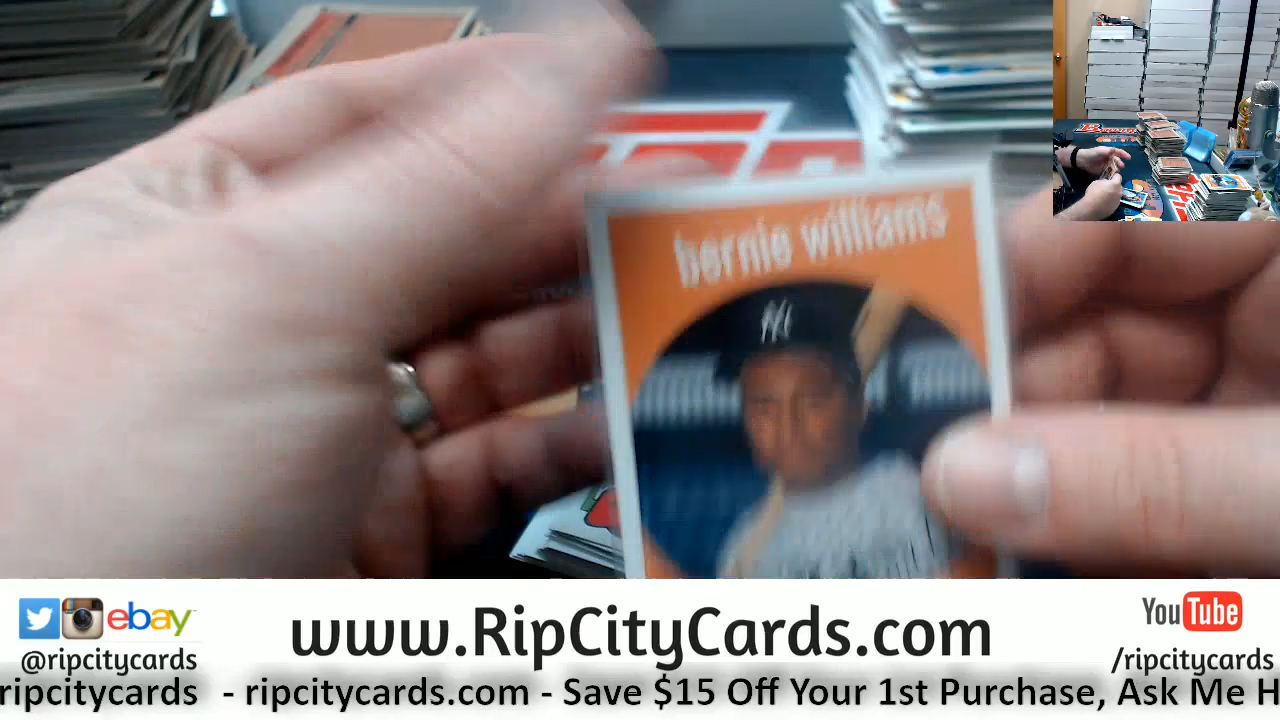 bernie williams
NY
ebay
www.RipCityCards.com
YouTube
@ripcitycards
/ripcitycards
ripcitycards - ripcitycards.com - Save $15 Off Your 1st Purchase, Ask Me H